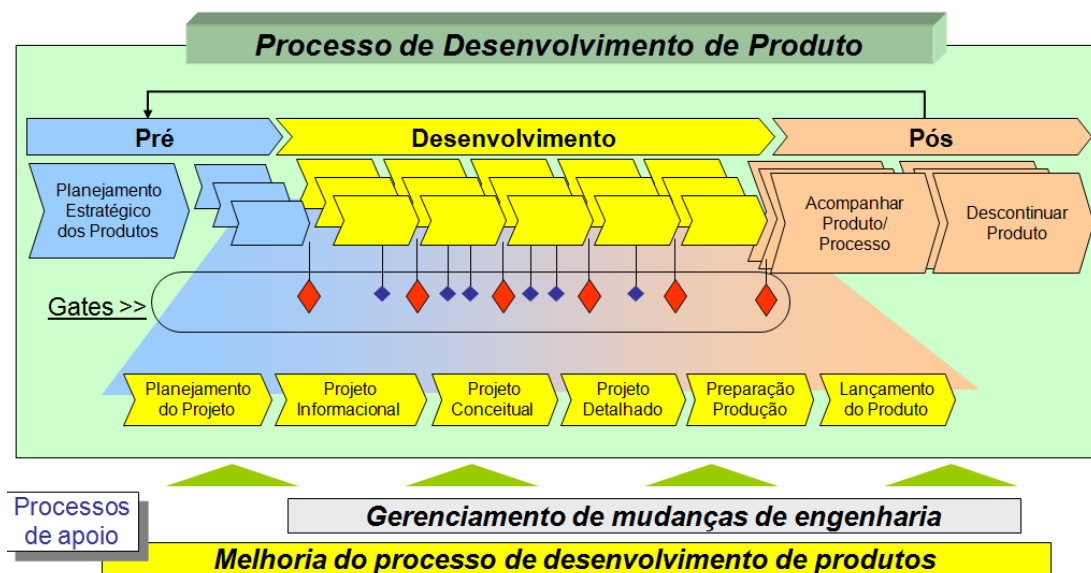 Processo de Desenvolvimento de Produto
Pré
Desenvolvimento
Pós
Planejamento
Estratégico
dos Produtos
Acompanhar
Produto/
Processo
Descontinuar
Produto
Gates >>
Planejamento
do Projeto
Projeto
Informacional
Projeto
Conceitual
Projeto
Detalhado
Preparação
Produção
Lançamento
do Produto
Processos
de apoio
Gerenciamento de mudanças de engenharia
Melhoria do processo de desenvolvimento de produtos